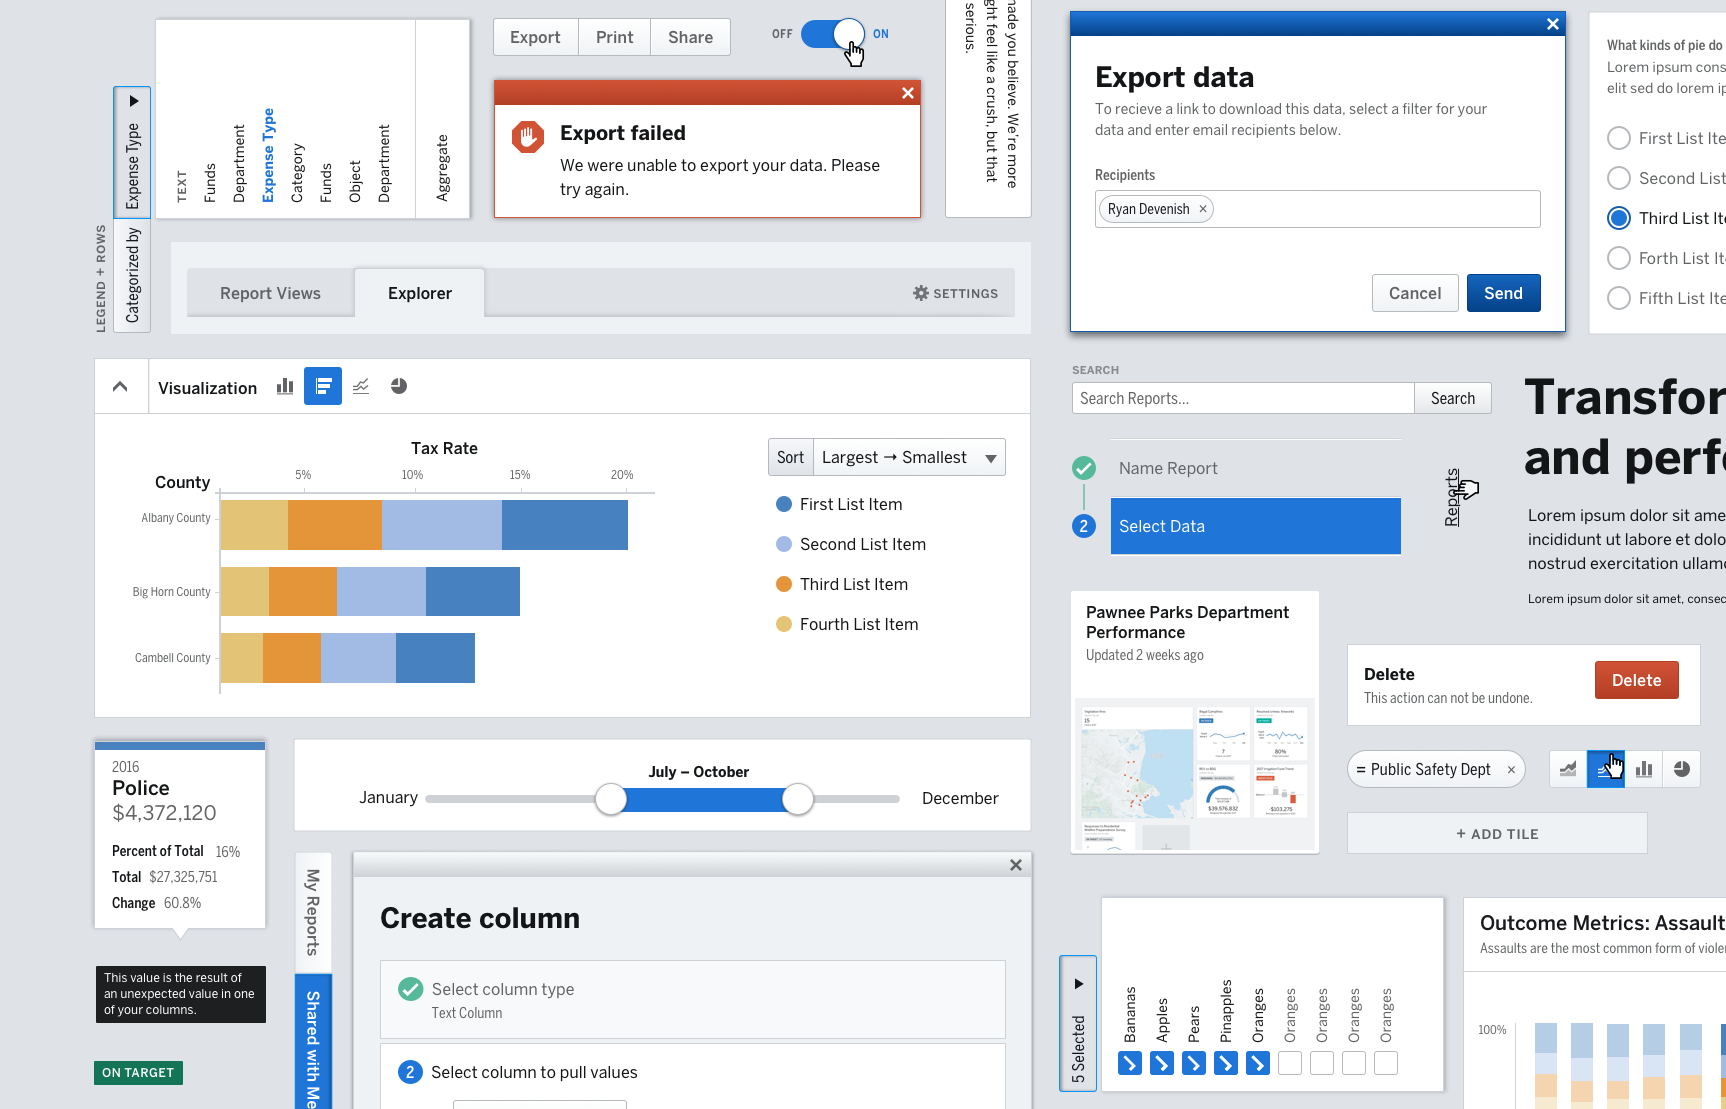 Export
Print
Share
OFF
ON
made you believe. We're more
ght feel like a crush, but that
serious.
Expense Type
Categorized by
LEGEND + ROWS
TEXT
Funds
Department
Expense Type
Category
Funds
Object
Department
Aggregate
Export failed
We were unable to export your data. Please
try again.
Report Views
Explorer
SETTINGS
Export data
To recieve a link to download this data, select a filter for your
data and enter email recipients below.
Recipients
Ryan Devenish ×
Cancel
Send
What kinds of pie do
Lorem ipsum cons
elit sed do lorem ip
First List Ite
Second List
Third List Ite
Forth List It
Fifth List Ite
Visualization
Tax Rate
County
5%
10%
15%
20%
Albany County
Big Horn County
Cambell County
Sort
Largest → Smallest
First List Item
Second List Item
Third List Item
Fourth List Item
SEARCH
Search Reports...
Search
Name Report
2
Select Data
Reports
Transfor
and perfo
Lorem ipsum dolor sit ame
incididunt ut labore et dolo
nostrud exercitation ullamc
Lorem ipsum dolor sit amet, consec
Pawnee Parks Department
Performance
Updated 2 weeks ago
15
7
80%
$39,576,832
-$103,275
Delete
This action can not be undone.
Delete
= Public Safety Dept ×
+ ADD TILE
2016
Police
$4,372,120
Percent of Total 16%
Total $27,325,751
Change 60.8%
This value is the result of
an unexpected value in one
of your columns.
ON TARGET
July – October
January
December
My Reports
Shared with Me
Create column
Select column type
Text Column
2
Select column to pull values
5 Selected
Bananas
Apples
Pears
Pinapples
Oranges
Oranges
Oranges
Oranges
Oranges
Outcome Metrics: Assault
Assaults are the most common form of viole
100%